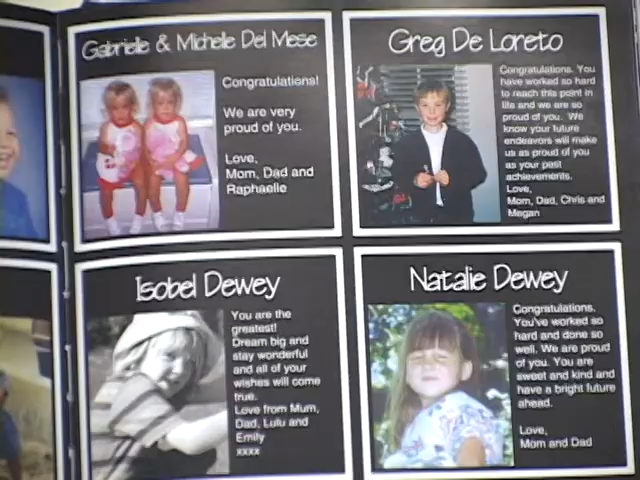 Gabrielle & Michelle Del Mese
Congratulations!
We are very
proud of you.
Love,
Mom, Dad and
Raphaelle
Greg De Loreto
Congratulations. You
have worked so hard
to reach this point in
life and we are so
proud of you. We
know your future
endeavors will make
us as proud of you
as your past
achievements.
Love,
Mom, Dad, Chris and
Megan
Isobel Dewey
You are the
greatest!
Dream big and
stay wonderful
and all of your
wishes will come
true.
Love from Mum,
Dad, Lulu and
Emily
xxxx
Natalie Dewey
Congratulations.
You've worked so
hard and done so
well. We are proud
of you. You are
sweet and kind and
have a bright future
ahead.
Love,
Mom and Dad